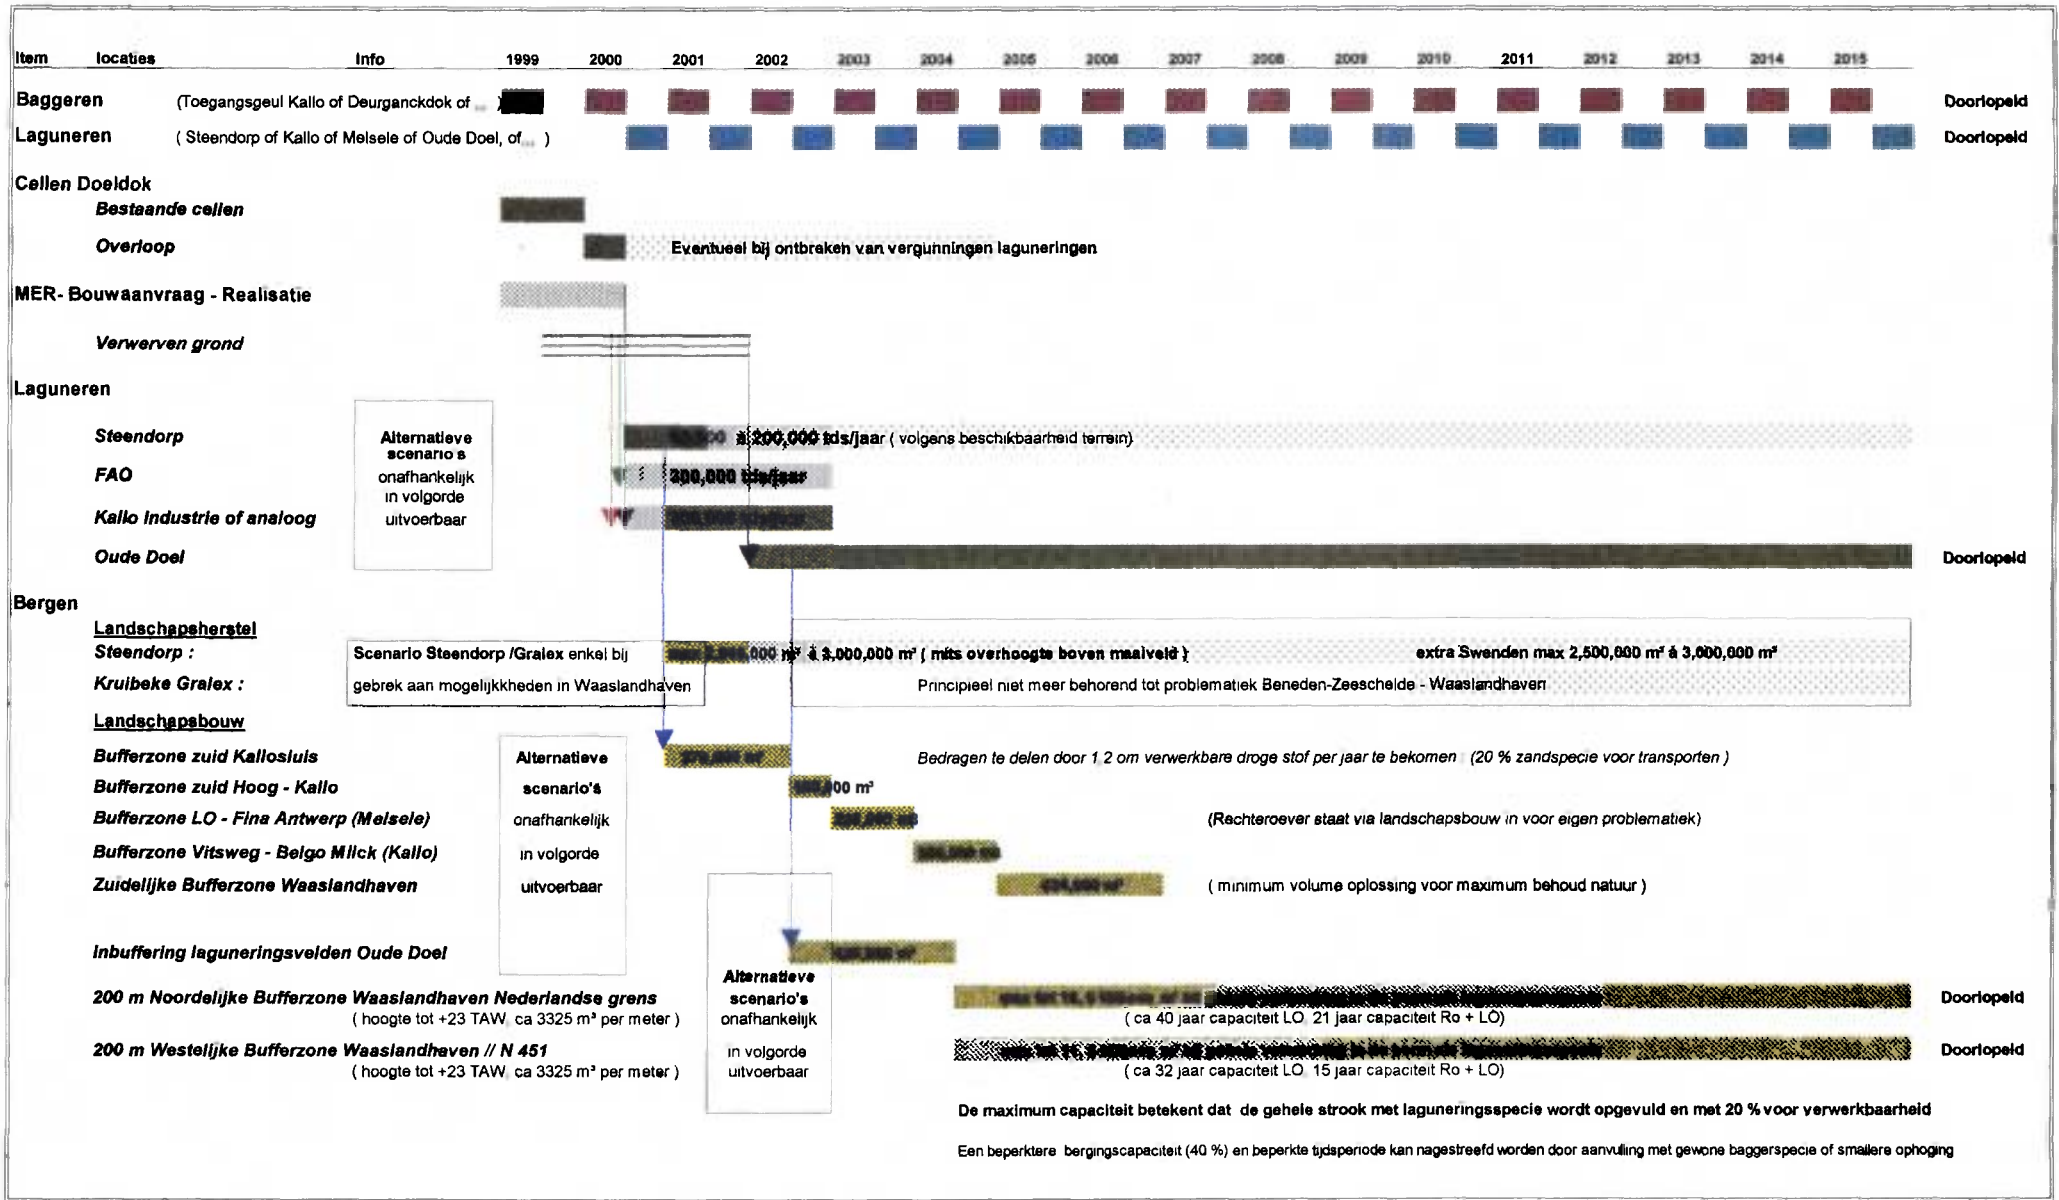 Item locaties Info 1999 2000 2001 2002 2003 2004 2005 2006 2007 2008 2009 2010 2011 2012 2013 2014 2015
Baggeren (Toegangsgeul Kallo of Deurganckdok of ... ) Doorlopeld
Laguneren ( Steendorp of Kallo of Melsele of Oude Doel, of... ) Doorlopeld
Cellen Doeldok
Bestaande cellen
Overloop Eventueel bij ontbreken van vergunningen laguneringen
MER- Bouwaanvraag - Realisatie
Verwerven grond
Laguneren
Steendorp Alternatieve à 200,000 tds/jaar ( volgens beschikbaarheid terrein)
scenario's
FAO onafhankelijk 200,000 tds/jaar
in volgorde
Kallo Industrie of analoog uitvoerbaar
Oude Doel Doorlopeld
Bergen
Landschapsherstel
Steendorp : Scenario Steendorp /Gralex enkel bij m³ à 3,000,000 m³ ( mits overhoogte boven maaiveld ) extra Swenden max 2,500,000 m³ à 3,000,000 m³
Kruibeke Gralex : gebrek aan mogelijkkheden in Waaslandhaven Principieel niet meer behorend tot problematiek Beneden-Zeeschelde - Waaslandhaven
Landschapsbouw
Bufferzone zuid Kallosluis Alternatieve m³ Bedragen te delen door 1,2 om verwerkbare droge stof per jaar te bekomen (20 % zandspecie voor transporten )
Bufferzone zuid Hoog - Kallo scenario's m³
Bufferzone LO - Fina Antwerp (Melsele) onafhankelijk (Rechteroever staat via landschapsbouw in voor eigen problematiek)
Bufferzone Vitsweg - Belgo Milck (Kallo) in volgorde
Zuidelijke Bufferzone Waaslandhaven uitvoerbaar ( minimum volume oplossing voor maximum behoud natuur )
Inbuffering laguneringsvelden Oude Doel
Alternatieve
200 m Noordelijke Bufferzone Waaslandhaven Nederlandse grens scenario's Doorlopeld
( hoogte tot +23 TAW, ca 3325 m³ per meter ) onafhankelijk ( ca 40 jaar capaciteit LO, 21 jaar capaciteit Ro + LO)
200 m Westelijke Bufferzone Waaslandhaven // N 451 in volgorde Doorlopeld
( hoogte tot +23 TAW, ca 3325 m³ per meter ) uitvoerbaar ( ca 32 jaar capaciteit LO, 15 jaar capaciteit Ro + LO)
De maximum capaciteit betekent dat de gehele strook met laguneringsspecie wordt opgevuld en met 20 % voor verwerkbaarheid
Een beperktere bergingscapaciteit (40 %) en beperkte tijdsperiode kan nagestreefd worden door aanvulling met gewone baggerspecie of smallere ophoging